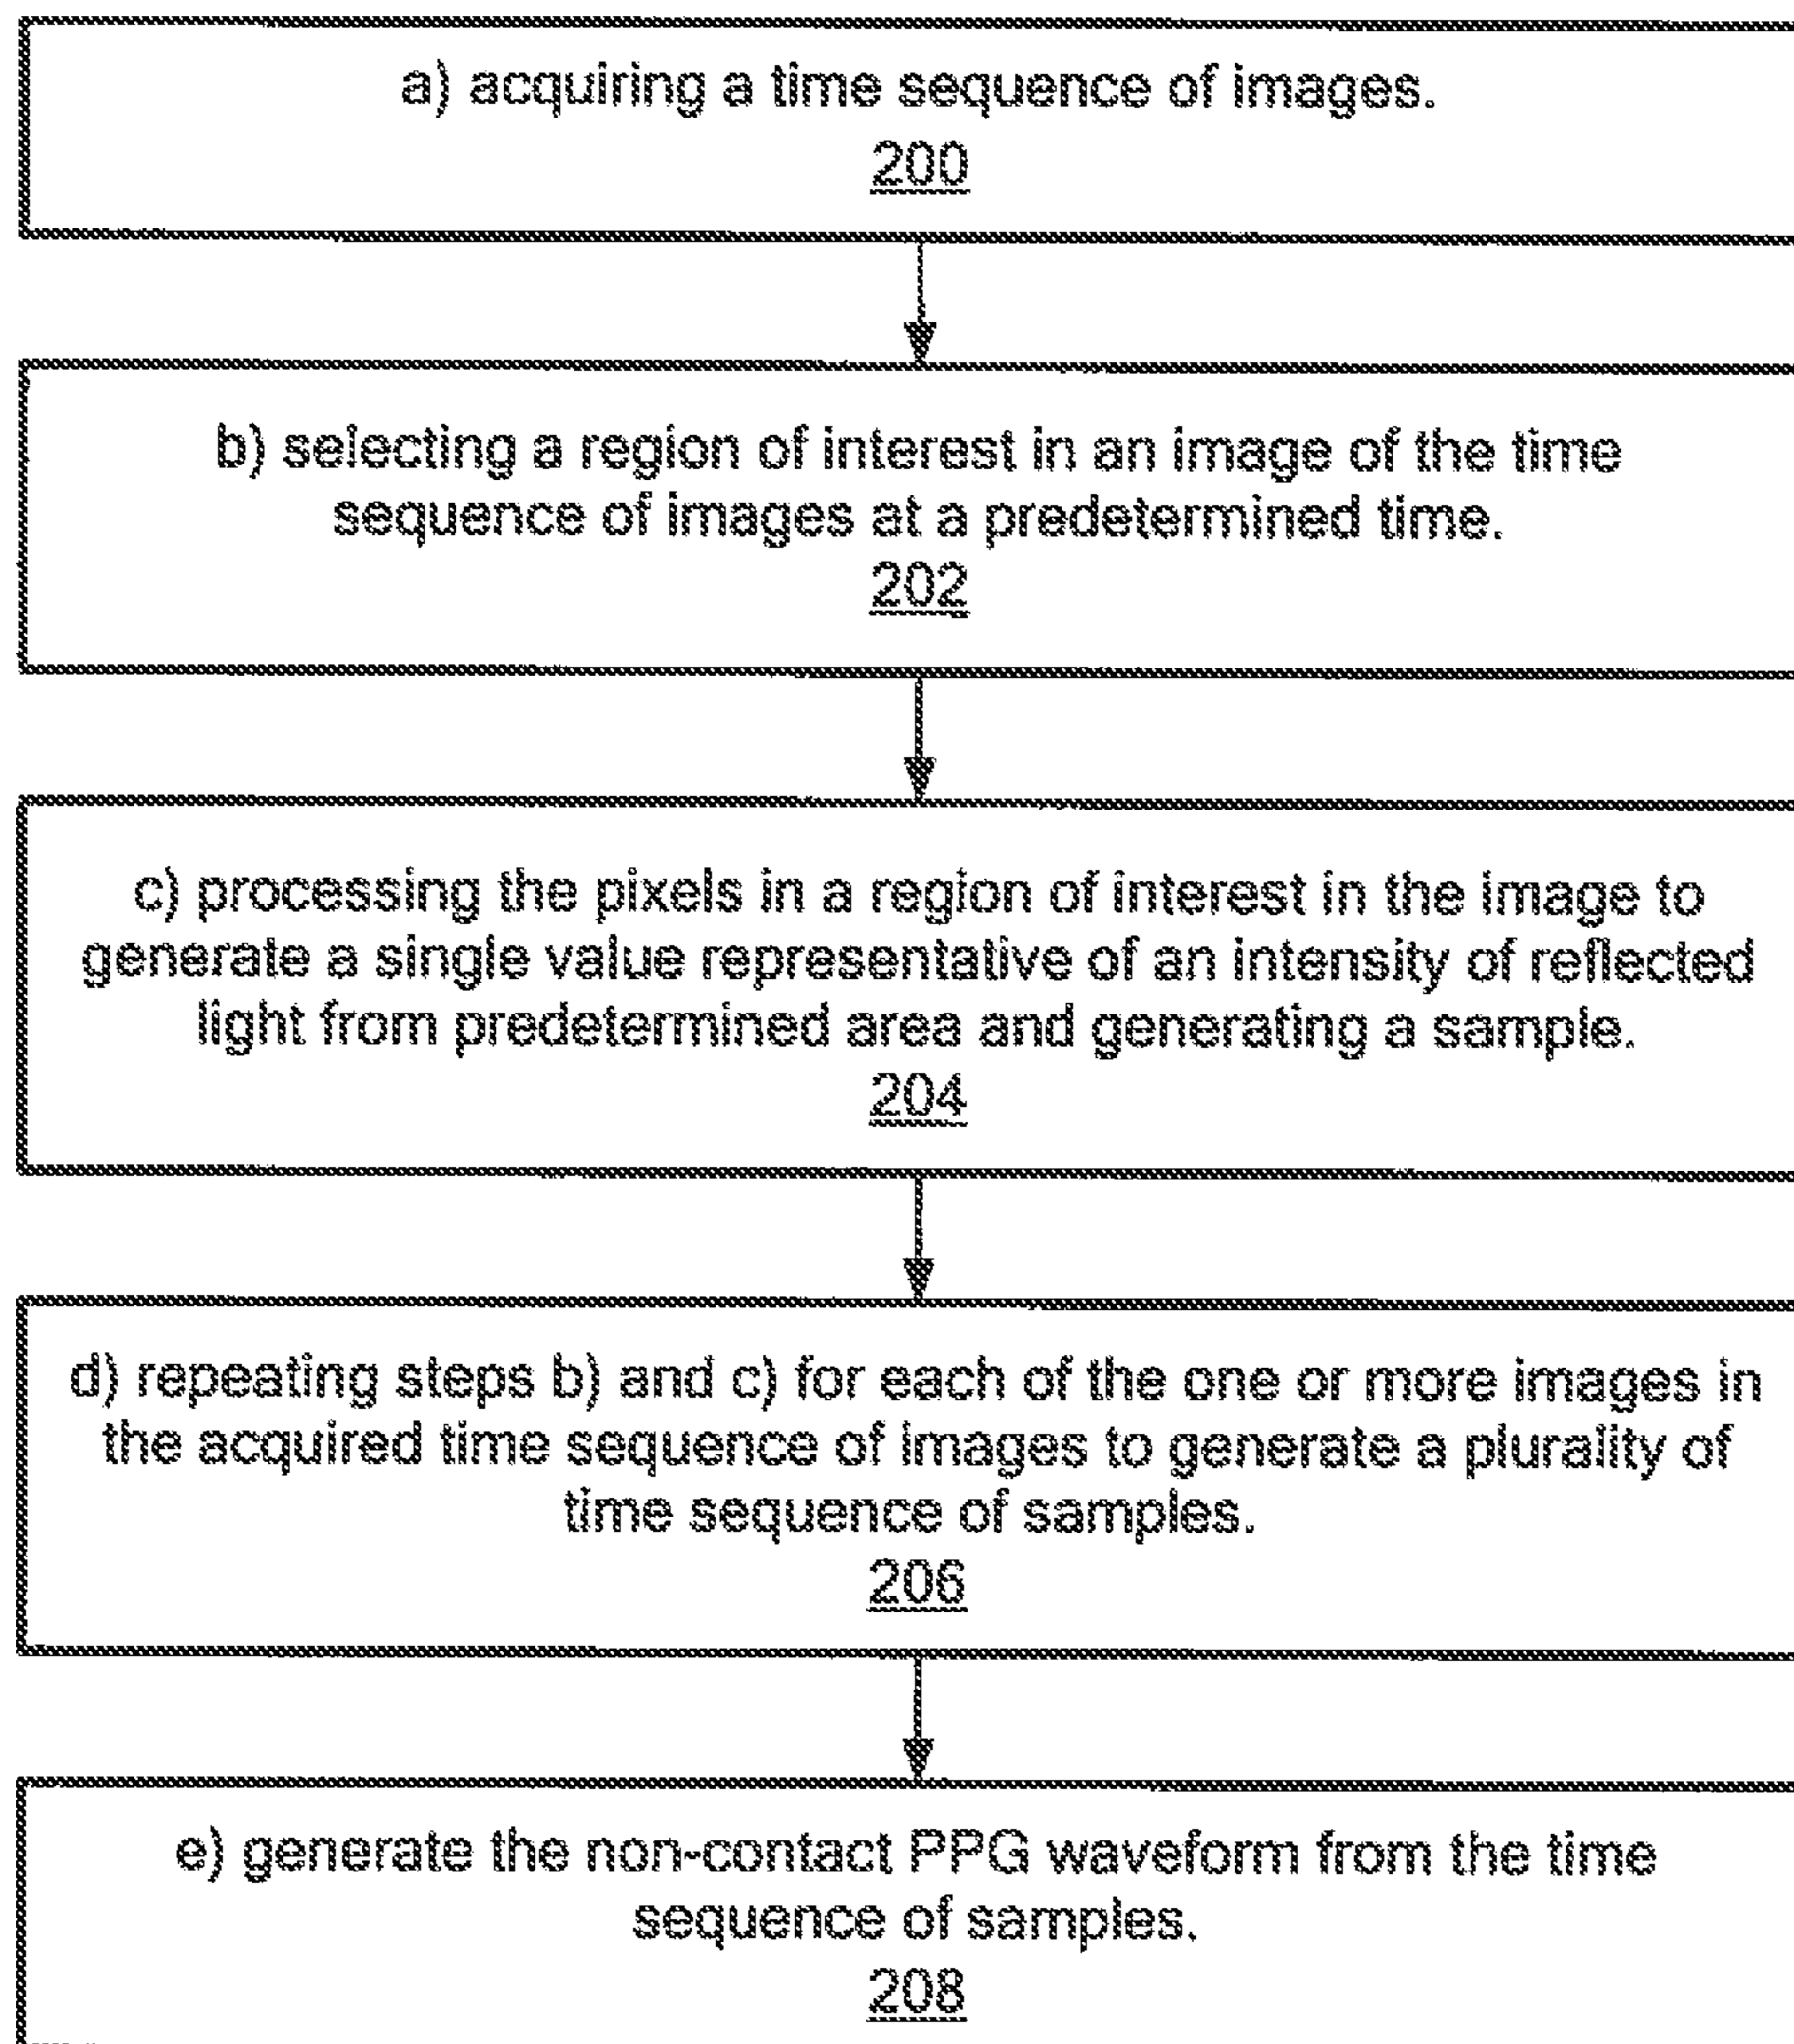 a) acquiring a time sequence of images.
200
b) selecting a region of interest in an image of the time
sequence of images at a predetermined time.
202
c) processing the pixels in a region of interest in the image to
generate a single value representative of an intensity of reflected
light from predetermined area and generating a sample.
204
d) repeating steps b) and c) for each of the one or more images in
the acquired time sequence of images to generate a plurality of
time sequence of samples.
206
e) generate the non-contact PPG waveform from the time
sequence of samples.
208